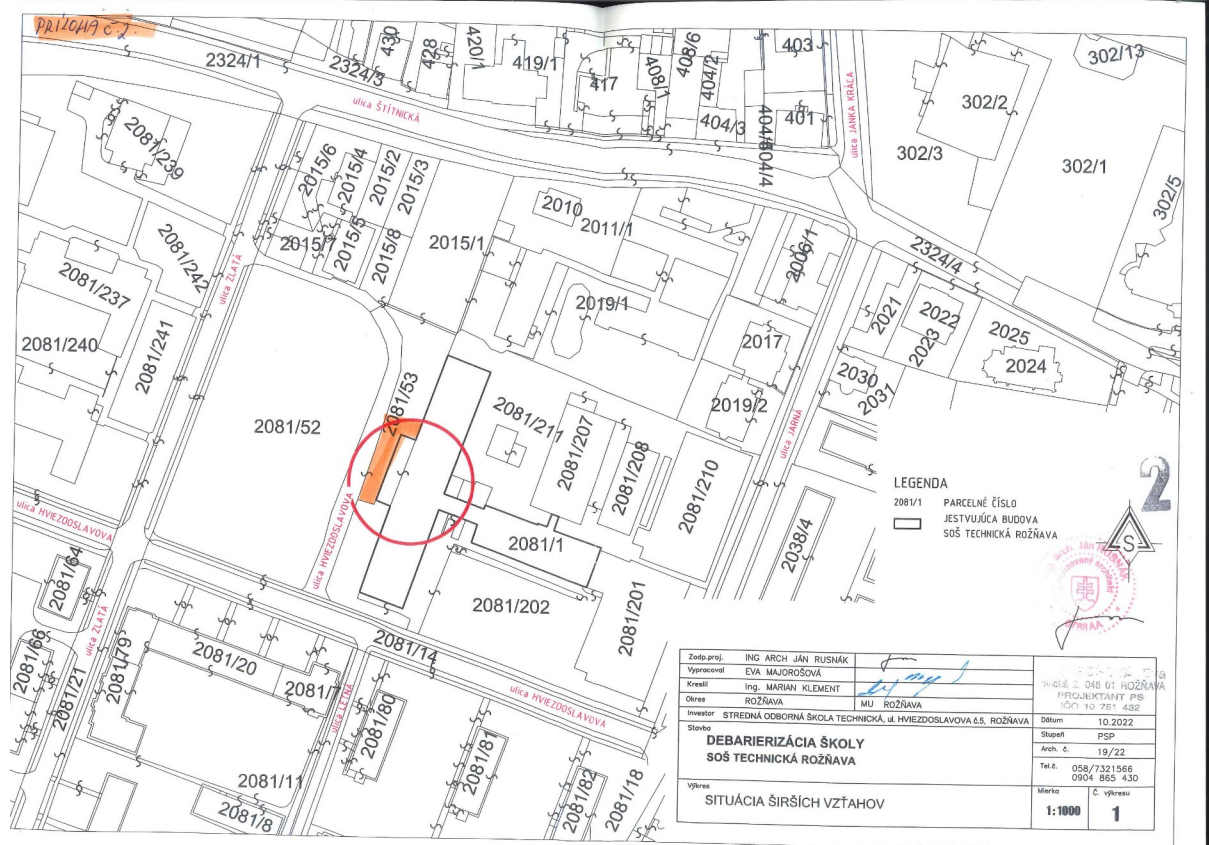 PRÍLOHA č 2.
2324/1
2324/3
430
428
420/1
419/1
417
408/1
408/6
404/2
404/3
403
401
404/4
302/13
302/2
302/3
302/1
302/5
ulica ŠTÍTNICKÁ
ulica JANKA KRÁĽA
2081/239
2015/6
2015/4
2015/2
2015/3
2015/7
2015/5
2015/8
2015/1
2010
2011/1
2006/1
2324/4
2081/242
ulica ZLATÁ
2081/237
2081/240
2081/241
2019/1
2017
2019/2
2021
2022
2023
2025
2024
2030
2031
ulica JARNÁ
2081/52
2081/53
2081/211
2081/207
2081/208
2081/210
ulica HVIEZDOSLAVOVA
ulica HVIEZDOSLAVOVA
2081/1
2038/4
2081/202
2081/201
2081/64
ulica ZLATÁ
2081/66
2081/21
2081/79
2081/20
2081/7
ulica LETNÁ
2081/14
ulica HVIEZDOSLAVOVA
2081/80
2081/81
2081/82
2081/18
2081/11
2081/8
LEGENDA
2081/1 PARCELNÉ ČÍSLO
JESTVUJÚCA BUDOVA
SOŠ TECHNICKÁ ROŽŇAVA
2
S
Zodp.proj. ING ARCH JÁN RUSNÁK
Vypracoval EVA MAJOROŠOVÁ
Kreslil Ing. MARIAN KLEMENT
Okres ROŽŇAVA MU ROŽŇAVA
048 01 ROŽŇAVA
PROJEKTANT PS
IČO 10 751 432
Investor STREDNÁ ODBORNÁ ŠKOLA TECHNICKÁ, ul. HVIEZDOSLAVOVA č.5, ROŽŇAVA
Dátum 10.2022
Stavba
DEBARIERIZÁCIA ŠKOLY
SOŠ TECHNICKÁ ROŽŇAVA
Stupeň PSP
Arch. č. 19/22
Tel.č. 058/7321566
0904 865 430
Výkres
SITUÁCIA ŠIRŠÍCH VZŤAHOV
Mierka
1:1000
Č. výkresu
1